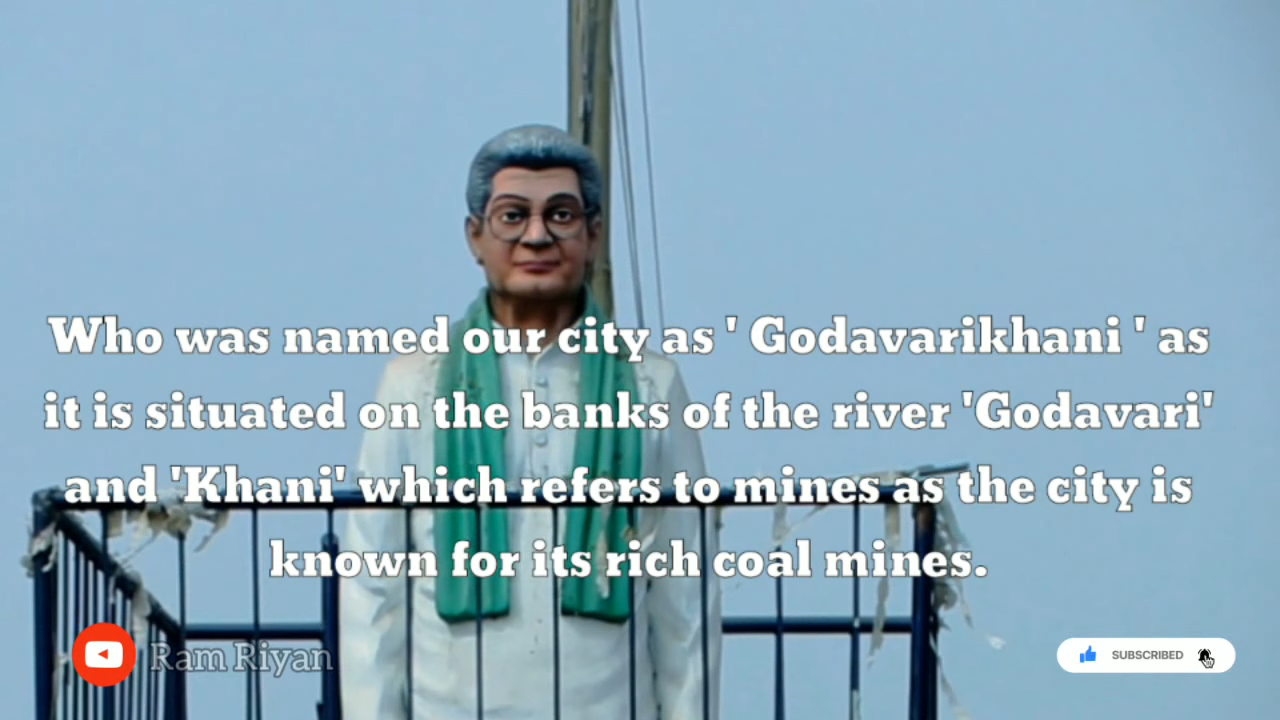 Who was named our city as ' Godavarikhani ' as
it is situated on the banks of the river 'Godavari'
and 'Khani' which refers to mines as the city is
known for its rich coal mines.
Ram Riyan
SUBSCRIBED